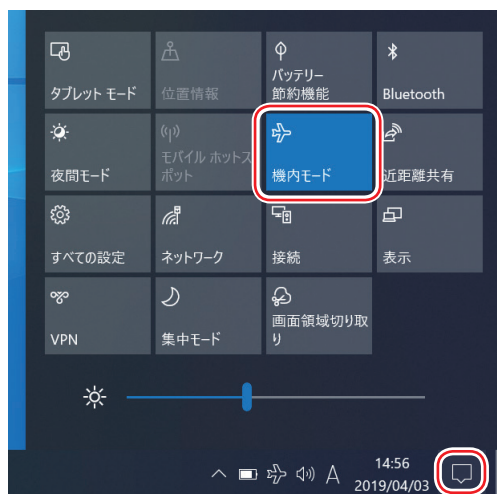 タブレット モード
位置情報
バッテリー
節約機能
Bluetooth
夜間モード
モバイル ホットス
ポット
機内モード
近距離共有
すべての設定
ネットワーク
接続
表示
VPN
集中モード
画面領域切り取
り
A
14:56
2019/04/03